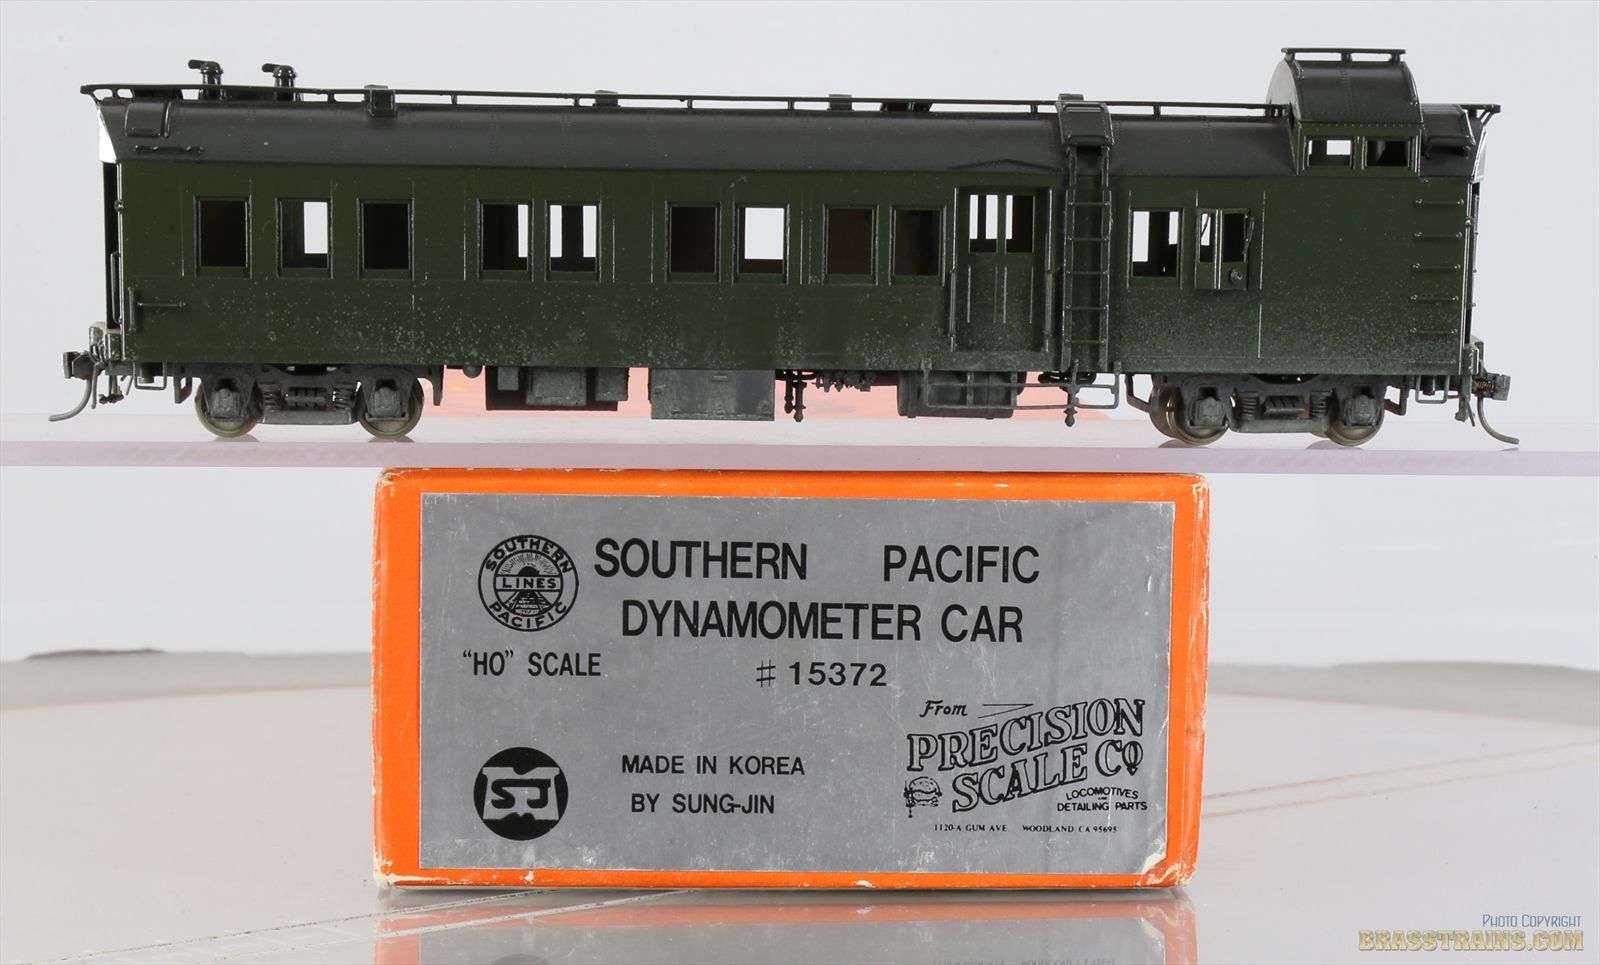 SOUTHERN PACIFIC
LINES
SOUTHERN PACIFIC
DYNAMOMETER CAR
"HO" SCALE
# 15372
From
PRECISION
SCALE CO
LOCOMOTIVES
AND
DETAILING PARTS
1120-A GUM AVE WOODLAND CA 95695
SJ
MADE IN KOREA
BY SUNG-JIN
PHOTO COPYRIGHT
BRASSTRAINS.COM